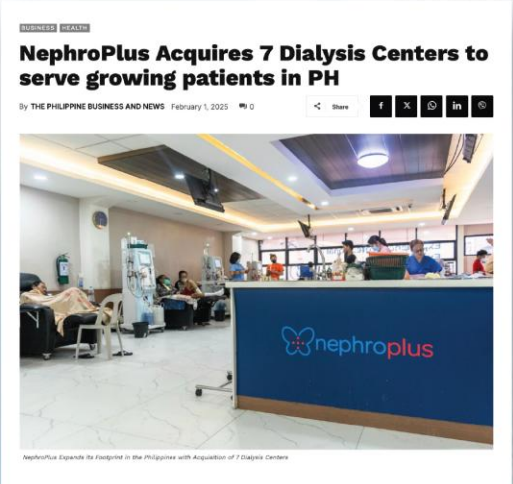 BUSINESS HEALTH
NephroPlus Acquires 7 Dialysis Centers to
serve growing patients in PH
By THE PHILIPPINE BUSINESS AND NEWS February 1, 2025 0 Share
nephroplus
NephroPlus Expands its Footprint in the Philippines with Acquisition of 7 Dialysis Centers